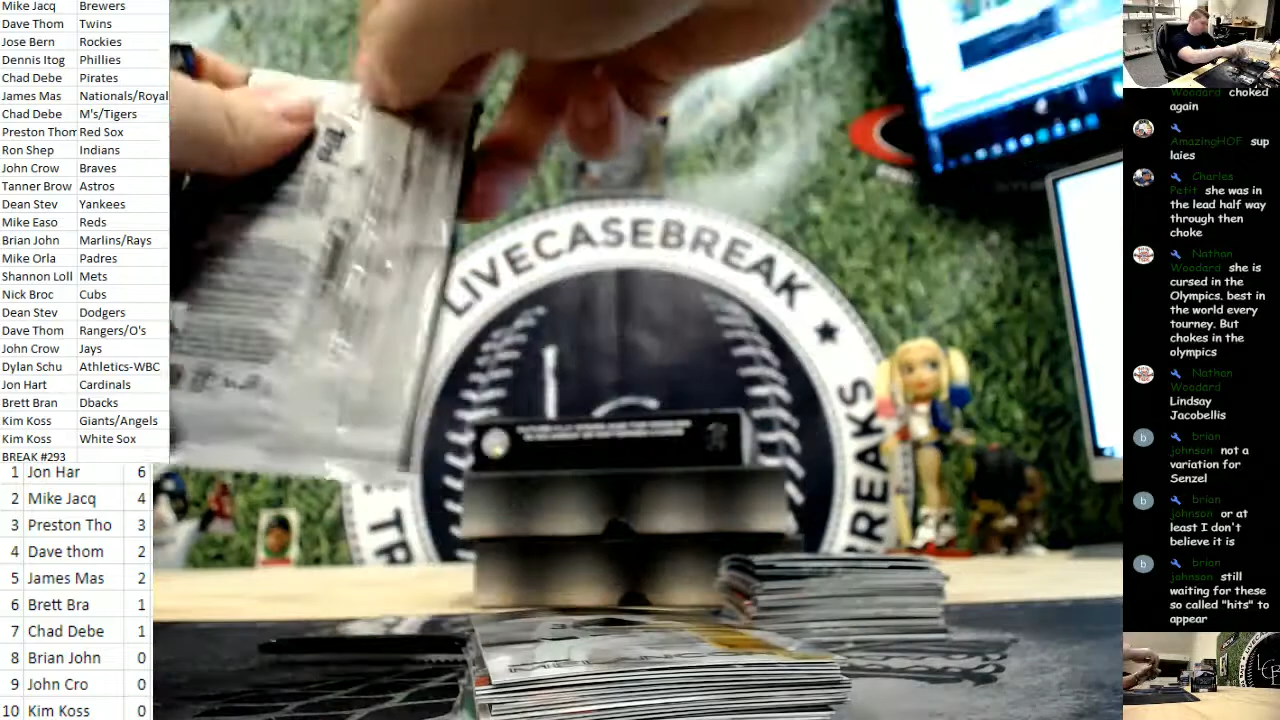 Mike Jacq Brewers
Dave Thom Twins
Jose Bern Rockies
Dennis Itog Phillies
Chad Debe Pirates
James Mas Nationals/Royal
Chad Debe M's/Tigers
Preston Thom Red Sox
Ron Shep Indians
John Crow Braves
Tanner Brow Astros
Dean Stev Yankees
Mike Easo Reds
Brian John Marlins/Rays
Mike Orla Padres
Shannon Loll Mets
Nick Broc Cubs
Dean Stev Dodgers
Dave Thom Rangers/O's
John Crow Jays
Dylan Schu Athletics-WBC
Jon Hart Cardinals
Brett Bran Dbacks
Kim Koss Giants/Angels
Kim Koss White Sox
BREAK #293
1 Jon Har 6
2 Mike Jacq 4
3 Preston Tho 3
4 Dave thom 2
5 James Mas 2
6 Brett Bra 1
7 Chad Debe 1
8 Brian John 0
9 John Cro 0
10 Kim Koss 0
LIVECASEBREAK
BREAKS
Woodard choked
again
AmazingHOF sup
laies
Charles
Petit she was in
the lead half way
through then
choke
Nathan
Woodard she is
cursed in the
Olympics. best in
the world every
tourney. But
chokes in the
olympics
Nathan
Woodard
Lindsay
Jacobellis
brian
johnson not a
variation for
Senzel
brian
johnson or at
least I don't
believe it is
brian
johnson still
waiting for these
so called "hits" to
appear